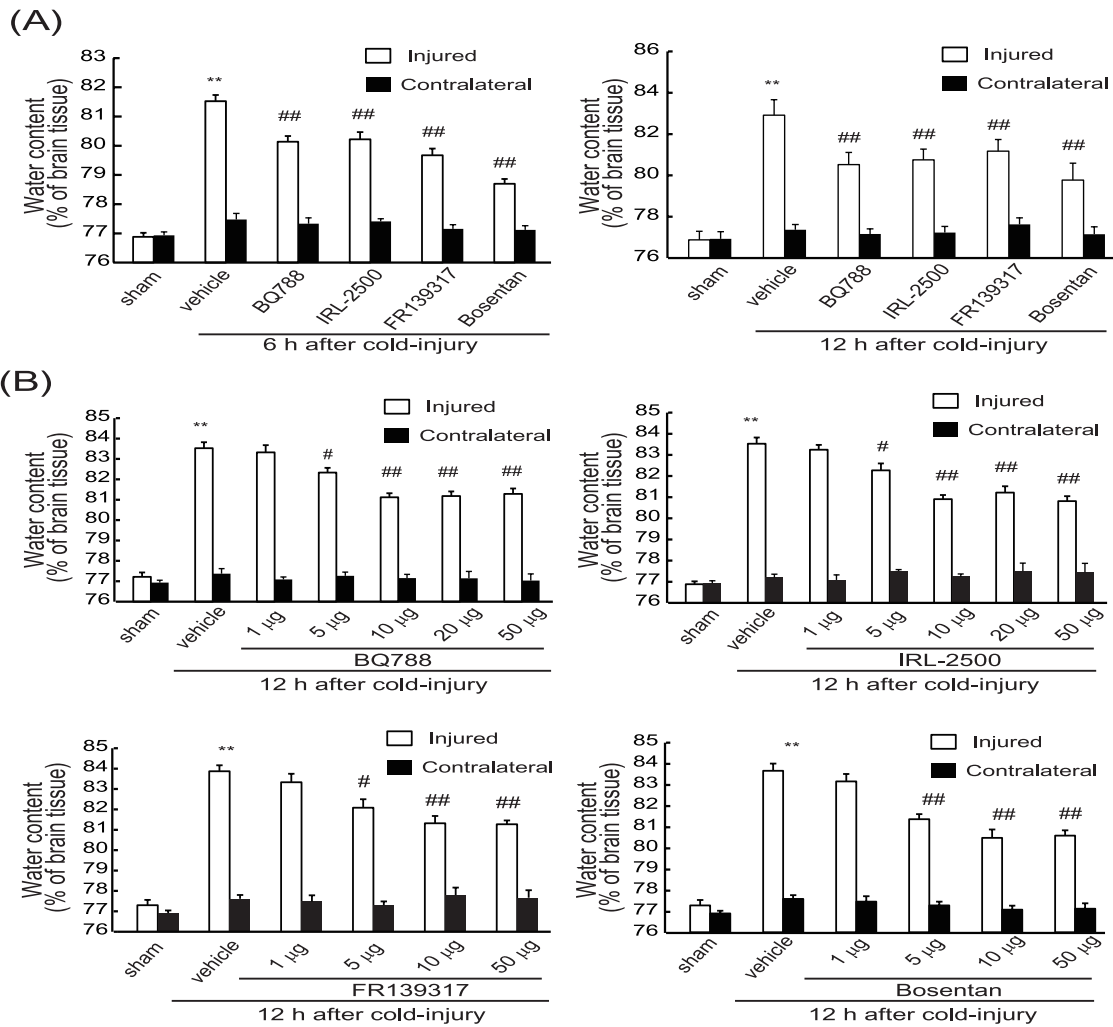 (A)
83
82
81
80
79
78
77
76
Water content
(% of brain tissue)
Injured
Contralateral
**
##
##
##
##
sham
vehicle
BQ788
IRL-2500
FR139317
Bosentan
6 h after cold-injury
86
84
82
80
78
76
Water content
(% of brain tissue)
Injured
Contralateral
**
##
##
##
##
sham
vehicle
BQ788
IRL-2500
FR139317
Bosentan
12 h after cold-injury
(B)
85
84
83
82
81
80
79
78
77
76
Water content
(% of brain tissue)
Injured
Contralateral
**
#
##
##
##
sham
vehicle
1 μg
5 μg
10 μg
20 μg
50 μg
BQ788
12 h after cold-injury
85
84
83
82
81
80
79
78
77
76
Water content
(% of brain tissue)
Injured
Contralateral
**
#
##
##
##
sham
vehicle
1 μg
5 μg
10 μg
20 μg
50 μg
IRL-2500
12 h after cold-injury
85
84
83
82
81
80
79
78
77
76
Water content
(% of brain tissue)
Injured
Contralateral
**
#
##
##
sham
vehicle
1 μg
5 μg
10 μg
50 μg
FR139317
12 h after cold-injury
85
84
83
82
81
80
79
78
77
76
Water content
(% of brain tissue)
Injured
Contralateral
**
##
##
##
sham
vehicle
1 μg
5 μg
10 μg
50 μg
Bosentan
12 h after cold-injury